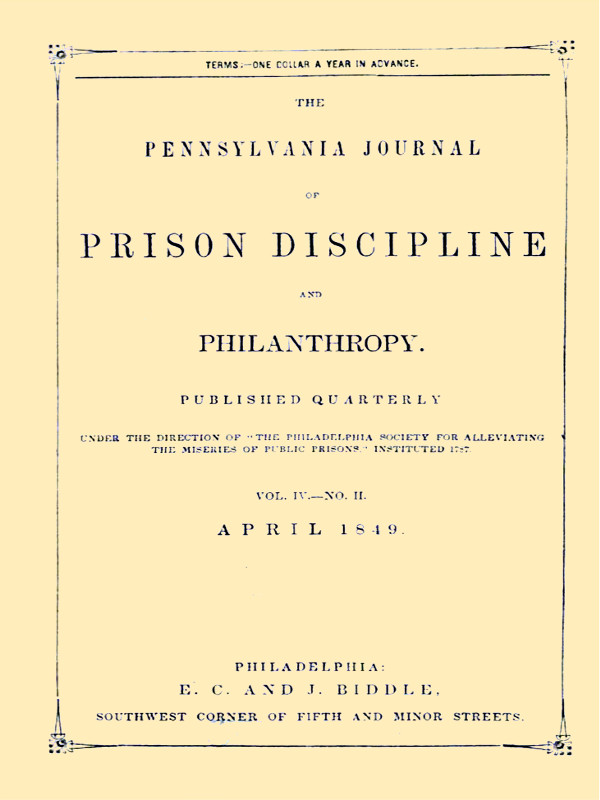 TERMS:—ONE DOLLAR A YEAR IN ADVANCE.
THE
PENNSYLVANIA JOURNAL
OF
PRISON DISCIPLINE
AND
PHILANTHROPY.
PUBLISHED QUARTERLY
UNDER THE DIRECTION OF "THE PHILADELPHIA SOCIETY FOR ALLEVIATING
THE MISERIES OF PUBLIC PRISONS," INSTITUTED 1787
VOL. IV.—NO. II.
APRIL 1849.
PHILADELPHIA:
E. C. AND J. BIDDLE,
SOUTHWEST CORNER OF FIFTH AND MINOR STREETS.